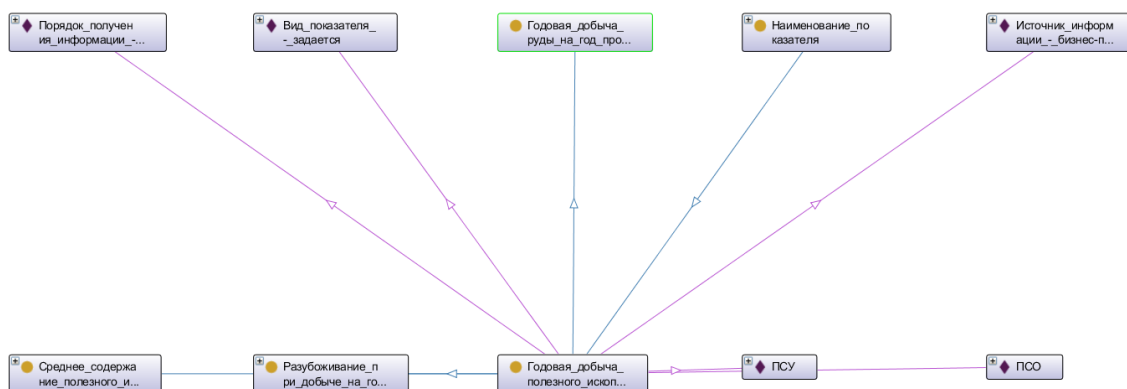 Порядок_получен
ия_информации_-...
Вид_показателя_
-_задается
Годовая_добыча_
руды_на_год_про...
Наименование_по
казателя
Источник_информ
ации_-_бизнес-п...
Среднее_содержа
ние_полезного_и...
Разубоживание_п
ри_добыче_на_го...
Годовая_добыча_
полезного_ископ...
ПСУ
ПСО